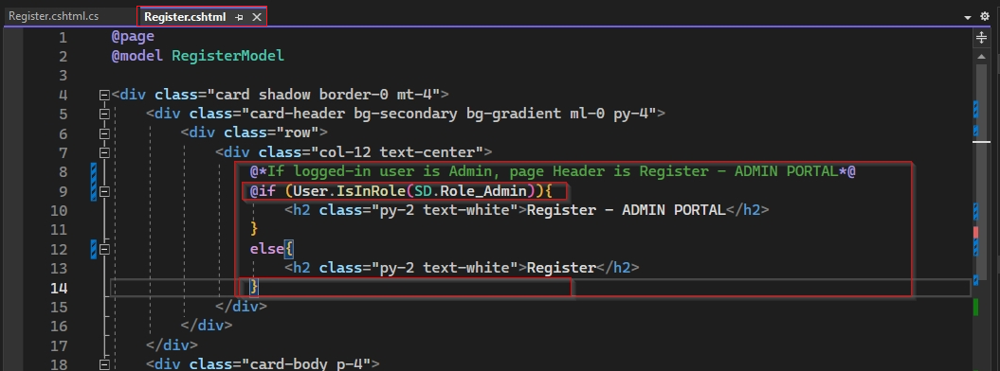 Register.cshtml.cs Register.cshtml
1 @page
2 @model RegisterModel
3
4 <div class="card shadow border-0 mt-4">
5 <div class="card-header bg-secondary bg-gradient ml-0 py-4">
6 <div class="row">
7 <div class="col-12 text-center">
8 @*If logged-in user is Admin, page Header is Register - ADMIN PORTAL*@
9 @if (User.IsInRole(SD.Role_Admin)){
10 <h2 class="py-2 text-white">Register - ADMIN PORTAL</h2>
11 }
12 else{
13 <h2 class="py-2 text-white">Register</h2>
14 }
15 </div>
16 </div>
17 </div>
18 <div class="card-body p-4">